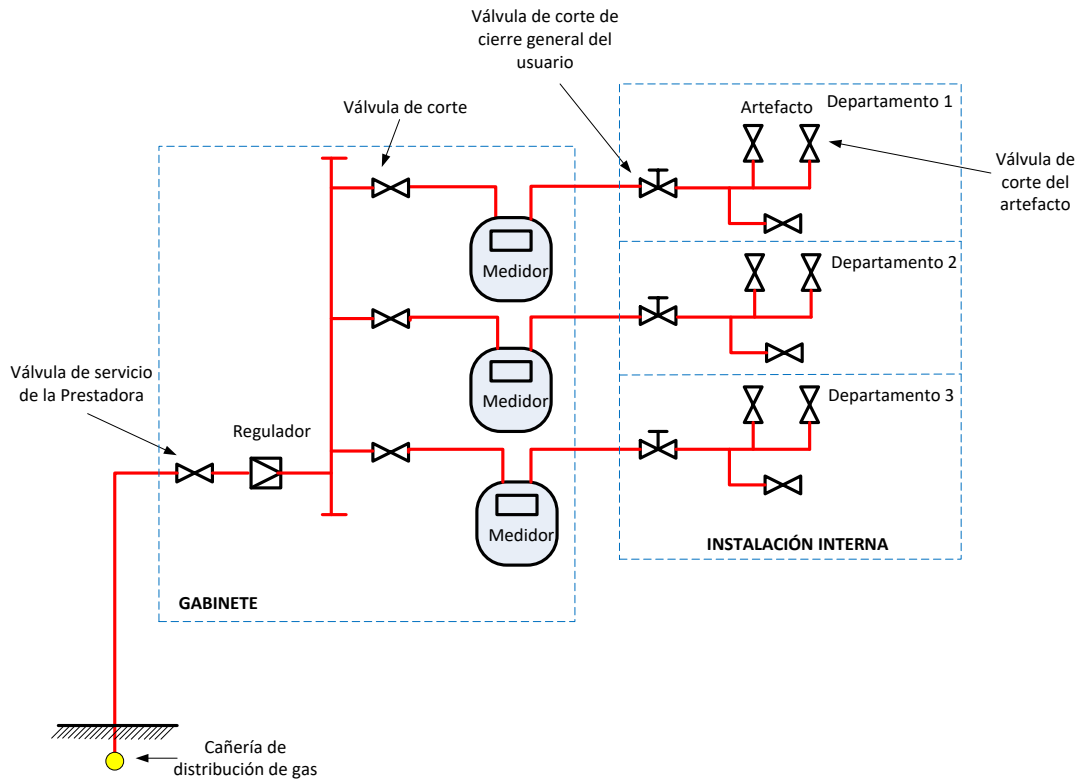 Válvula de corte de
cierre general del
usuario
Válvula de corte
Artefacto
Departamento 1
Válvula de
corte del
artefacto
Medidor
Departamento 2
Medidor
Válvula de servicio
de la Prestadora
Regulador
Departamento 3
Medidor
INSTALACIÓN INTERNA
GABINETE
Cañería de
distribución de gas